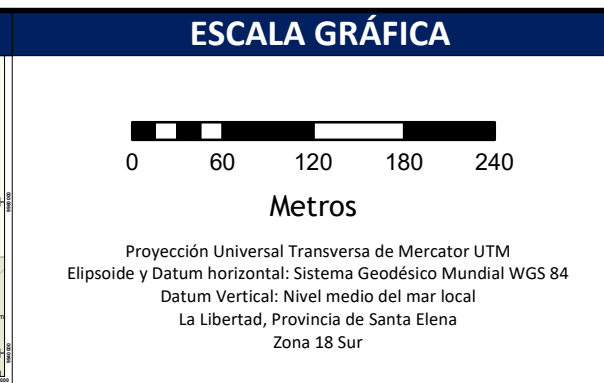 ESCALA GRÁFICA
0 60 120 180 240
Metros
Proyección Universal Transversa de Mercator UTM
Elipsoide y Datum horizontal: Sistema Geodésico Mundial WGS 84
Datum Vertical: Nivel medio del mar local
La Libertad, Provincia de Santa Elena
Zona 18 Sur